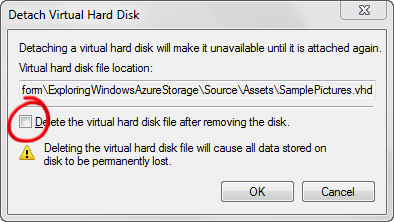 Detach Virtual Hard Disk
Detaching a virtual hard disk will make it unavailable until it is attached again.
Virtual hard disk file location:
form\ExploringWindowsAzureStorage\Source\Assets\SamplePictures.vhd
Delete the virtual hard disk file after removing the disk.
Deleting the virtual hard disk file will cause all data stored on
disk to be permanently lost.
OK
Cancel